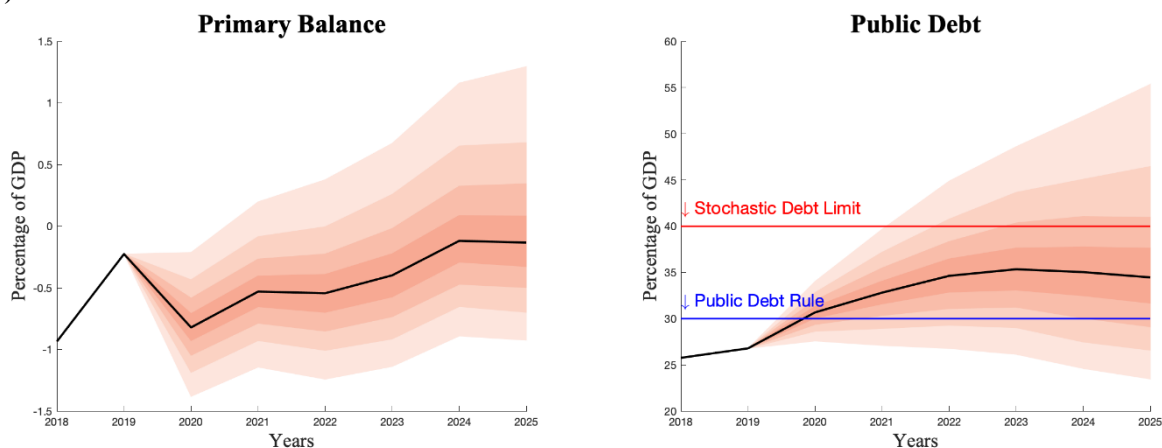 )
Primary Balance
Percentage of GDP
1.5
1
0.5
0
-0.5
-1
-1.5
2018 2019 2020 2021 2022 2023 2024 2025
Years
Public Debt
Percentage of GDP
60
55
50
45
40
35
30
25
20
↓ Stochastic Debt Limit
↓ Public Debt Rule
2018 2019 2020 2021 2022 2023 2024 2025
Years